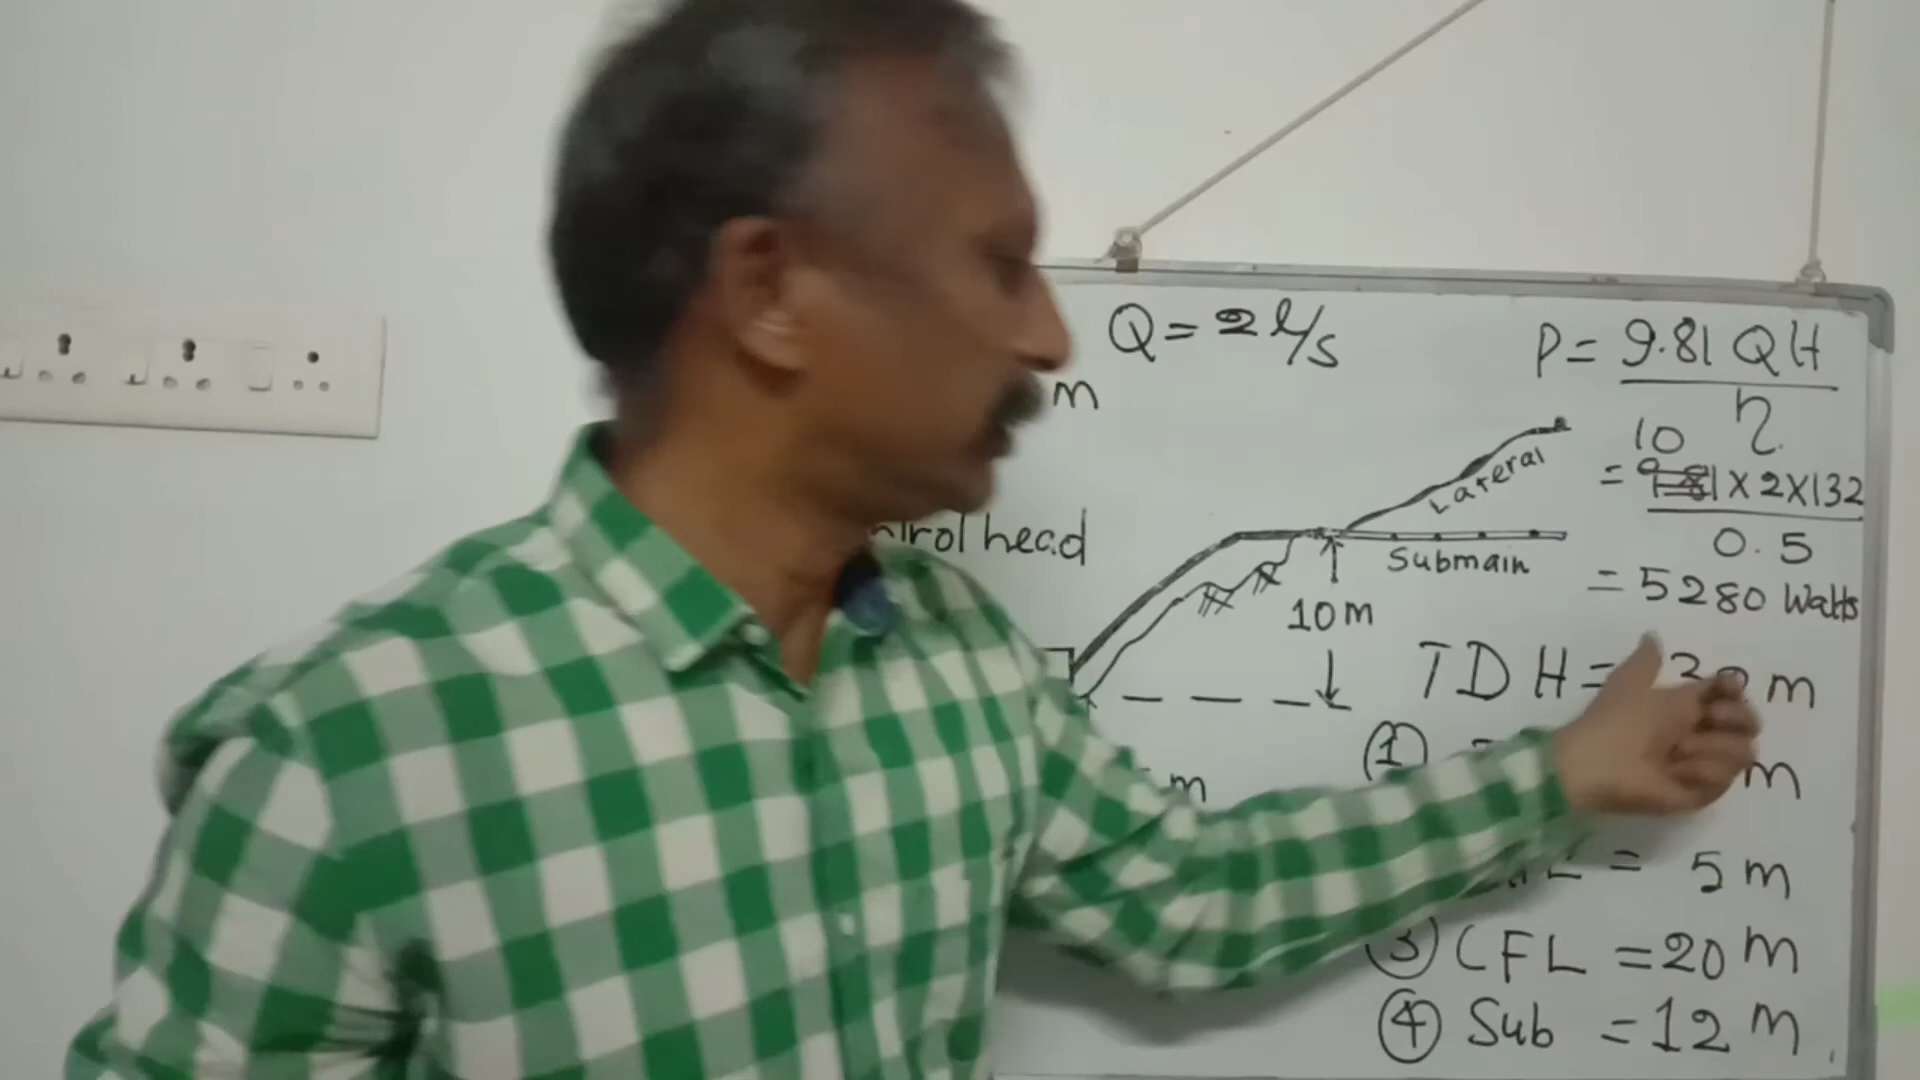 Q = 2 l/s
m
P = 9.81 QH / η
10
= 9.81 x 2 x 132 / 0.5
= 5280 Watts
Lateral
Submain
ntrol head
10 m
TDH = m
m
① m
= 5 m
③ CFL = 20 m
④ Sub = 12 m